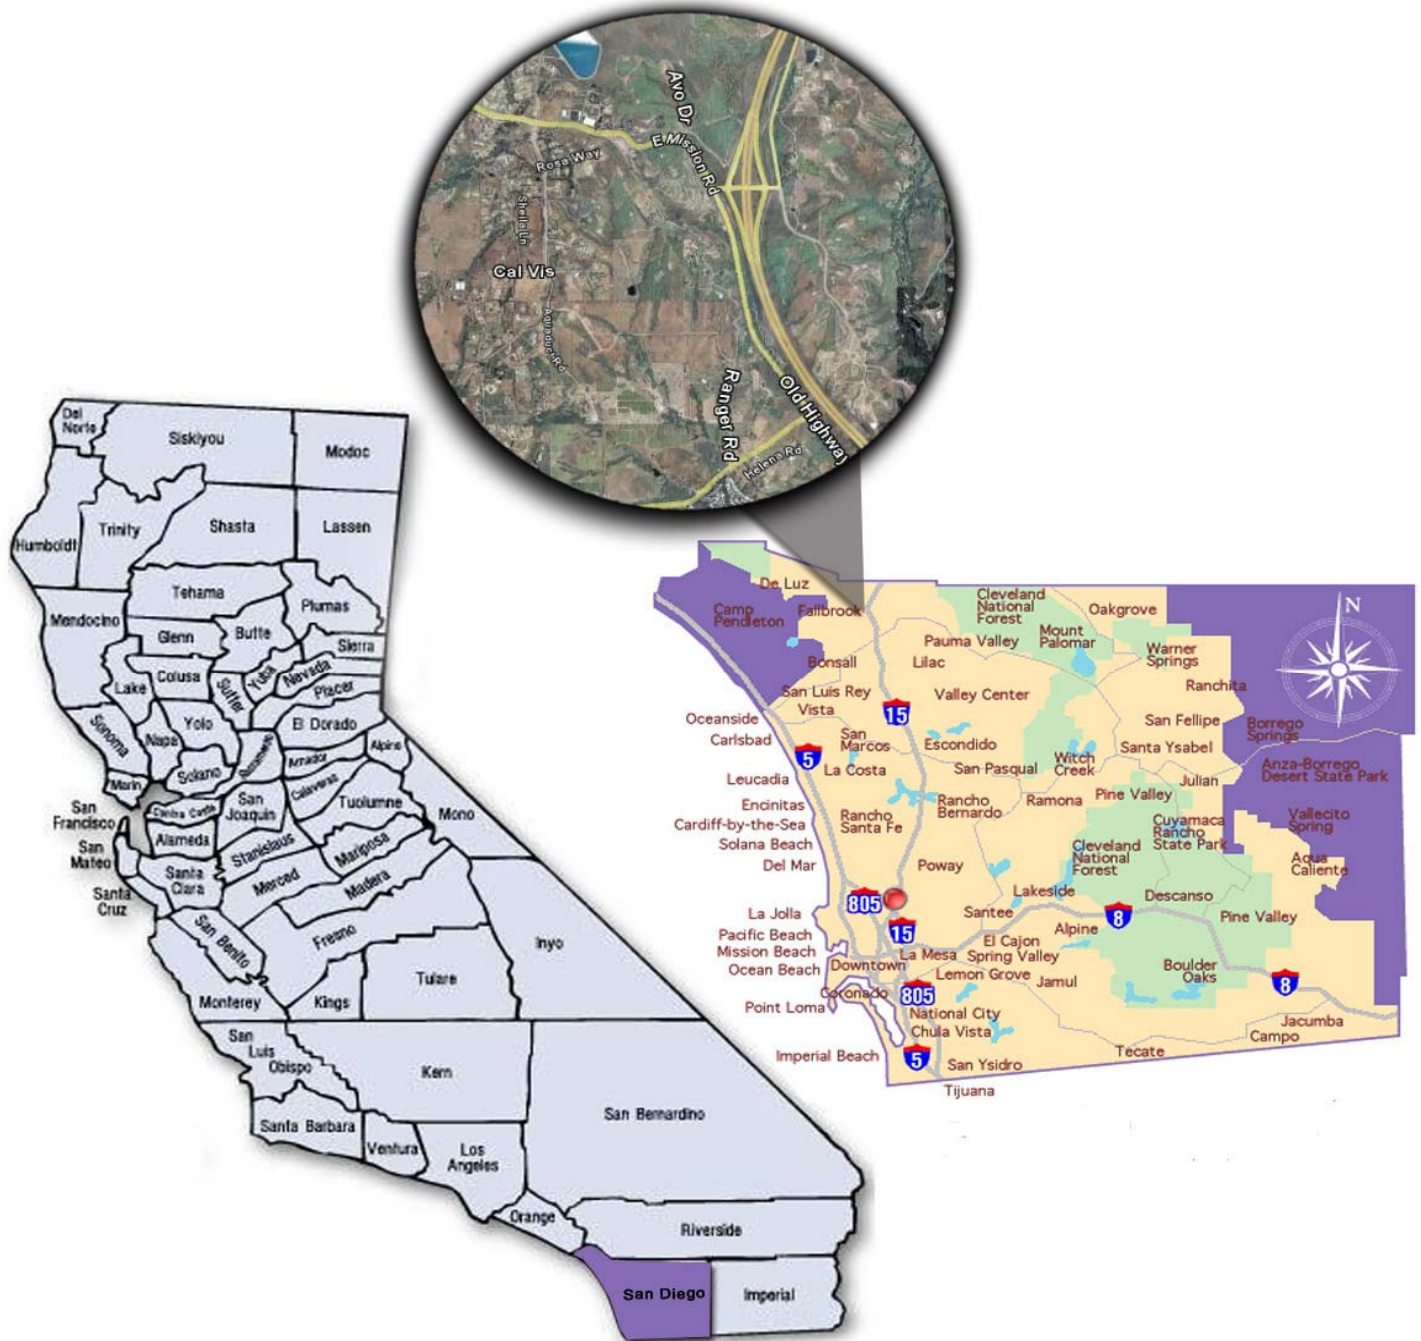 Avo Dr
E Mission Rd
Rosa Way
Sheila Ln
Cal Vis
Aquaduct Rd
Ranger Rd
Old Highway
Helena Rd
Del
Norte
Siskiyou
Modoc
Humboldt
Trinity
Shasta
Lassen
Tehama
Plumas
Mendocino
Glenn
Butte
Sierra
Lake
Colusa
Sutter
Yuba
Nevada
Placer
Sonoma
Napa
Yolo
El Dorado
Sacramento
Amador
Alpine
Marin
Solano
Calaveras
San
Francisco
Contra Costa
San
Joaquin
Tuolumne
Mono
San
Mateo
Alameda
Stanislaus
Mariposa
Santa
Cruz
Santa
Clara
Merced
Madera
San Benito
Fresno
Inyo
Monterey
Kings
Tulare
San
Luis
Obispo
Kern
San Bernardino
Santa Barbara
Ventura
Los
Angeles
Orange
Riverside
San Diego
Imperial
De Luz
Camp
Pendleton
Fallbrook
Cleveland
National
Forest
Oakgrove
N
Pauma Valley
Mount
Palomar
Warner
Springs
Bonsall
Lilac
San Luis Rey
Vista
Valley Center
Ranchita
Oceanside
15
San Fellipe
Borrego
Springs
Carlsbad
5
San
Marcos
Escondido
Santa Ysabel
La Costa
San Pasqual
Witch
Creek
Anza-Borrego
Desert State Park
Leucadia
Julian
Encinitas
Rancho
Santa Fe
Rancho
Bernardo
Ramona
Pine Valley
Cardiff-by-the-Sea
Cuyamaca
Rancho
State Park
Vallecito
Spring
Solana Beach
Del Mar
Poway
Cleveland
National
Forest
Agua
Caliente
805
Lakeside
Descanso
La Jolla
15
Santee
8
Pine Valley
Pacific Beach
Mission Beach
Ocean Beach
Alpine
El Cajon
La Mesa
Spring Valley
Downtown
Lemon Grove
Jamul
Boulder
Oaks
8
Coronado
805
Point Loma
National City
Chula Vista
Jacumba
Campo
Imperial Beach
5
San Ysidro
Tecate
Tijuana